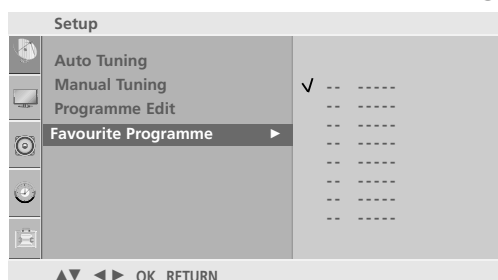 Setup
Auto Tuning
Manual Tuning
Programme Edit
Favourite Programme ►
√ -- -----
-- -----
-- -----
-- -----
-- -----
-- -----
-- -----
-- -----
▲▼ ◄► OK RETURN